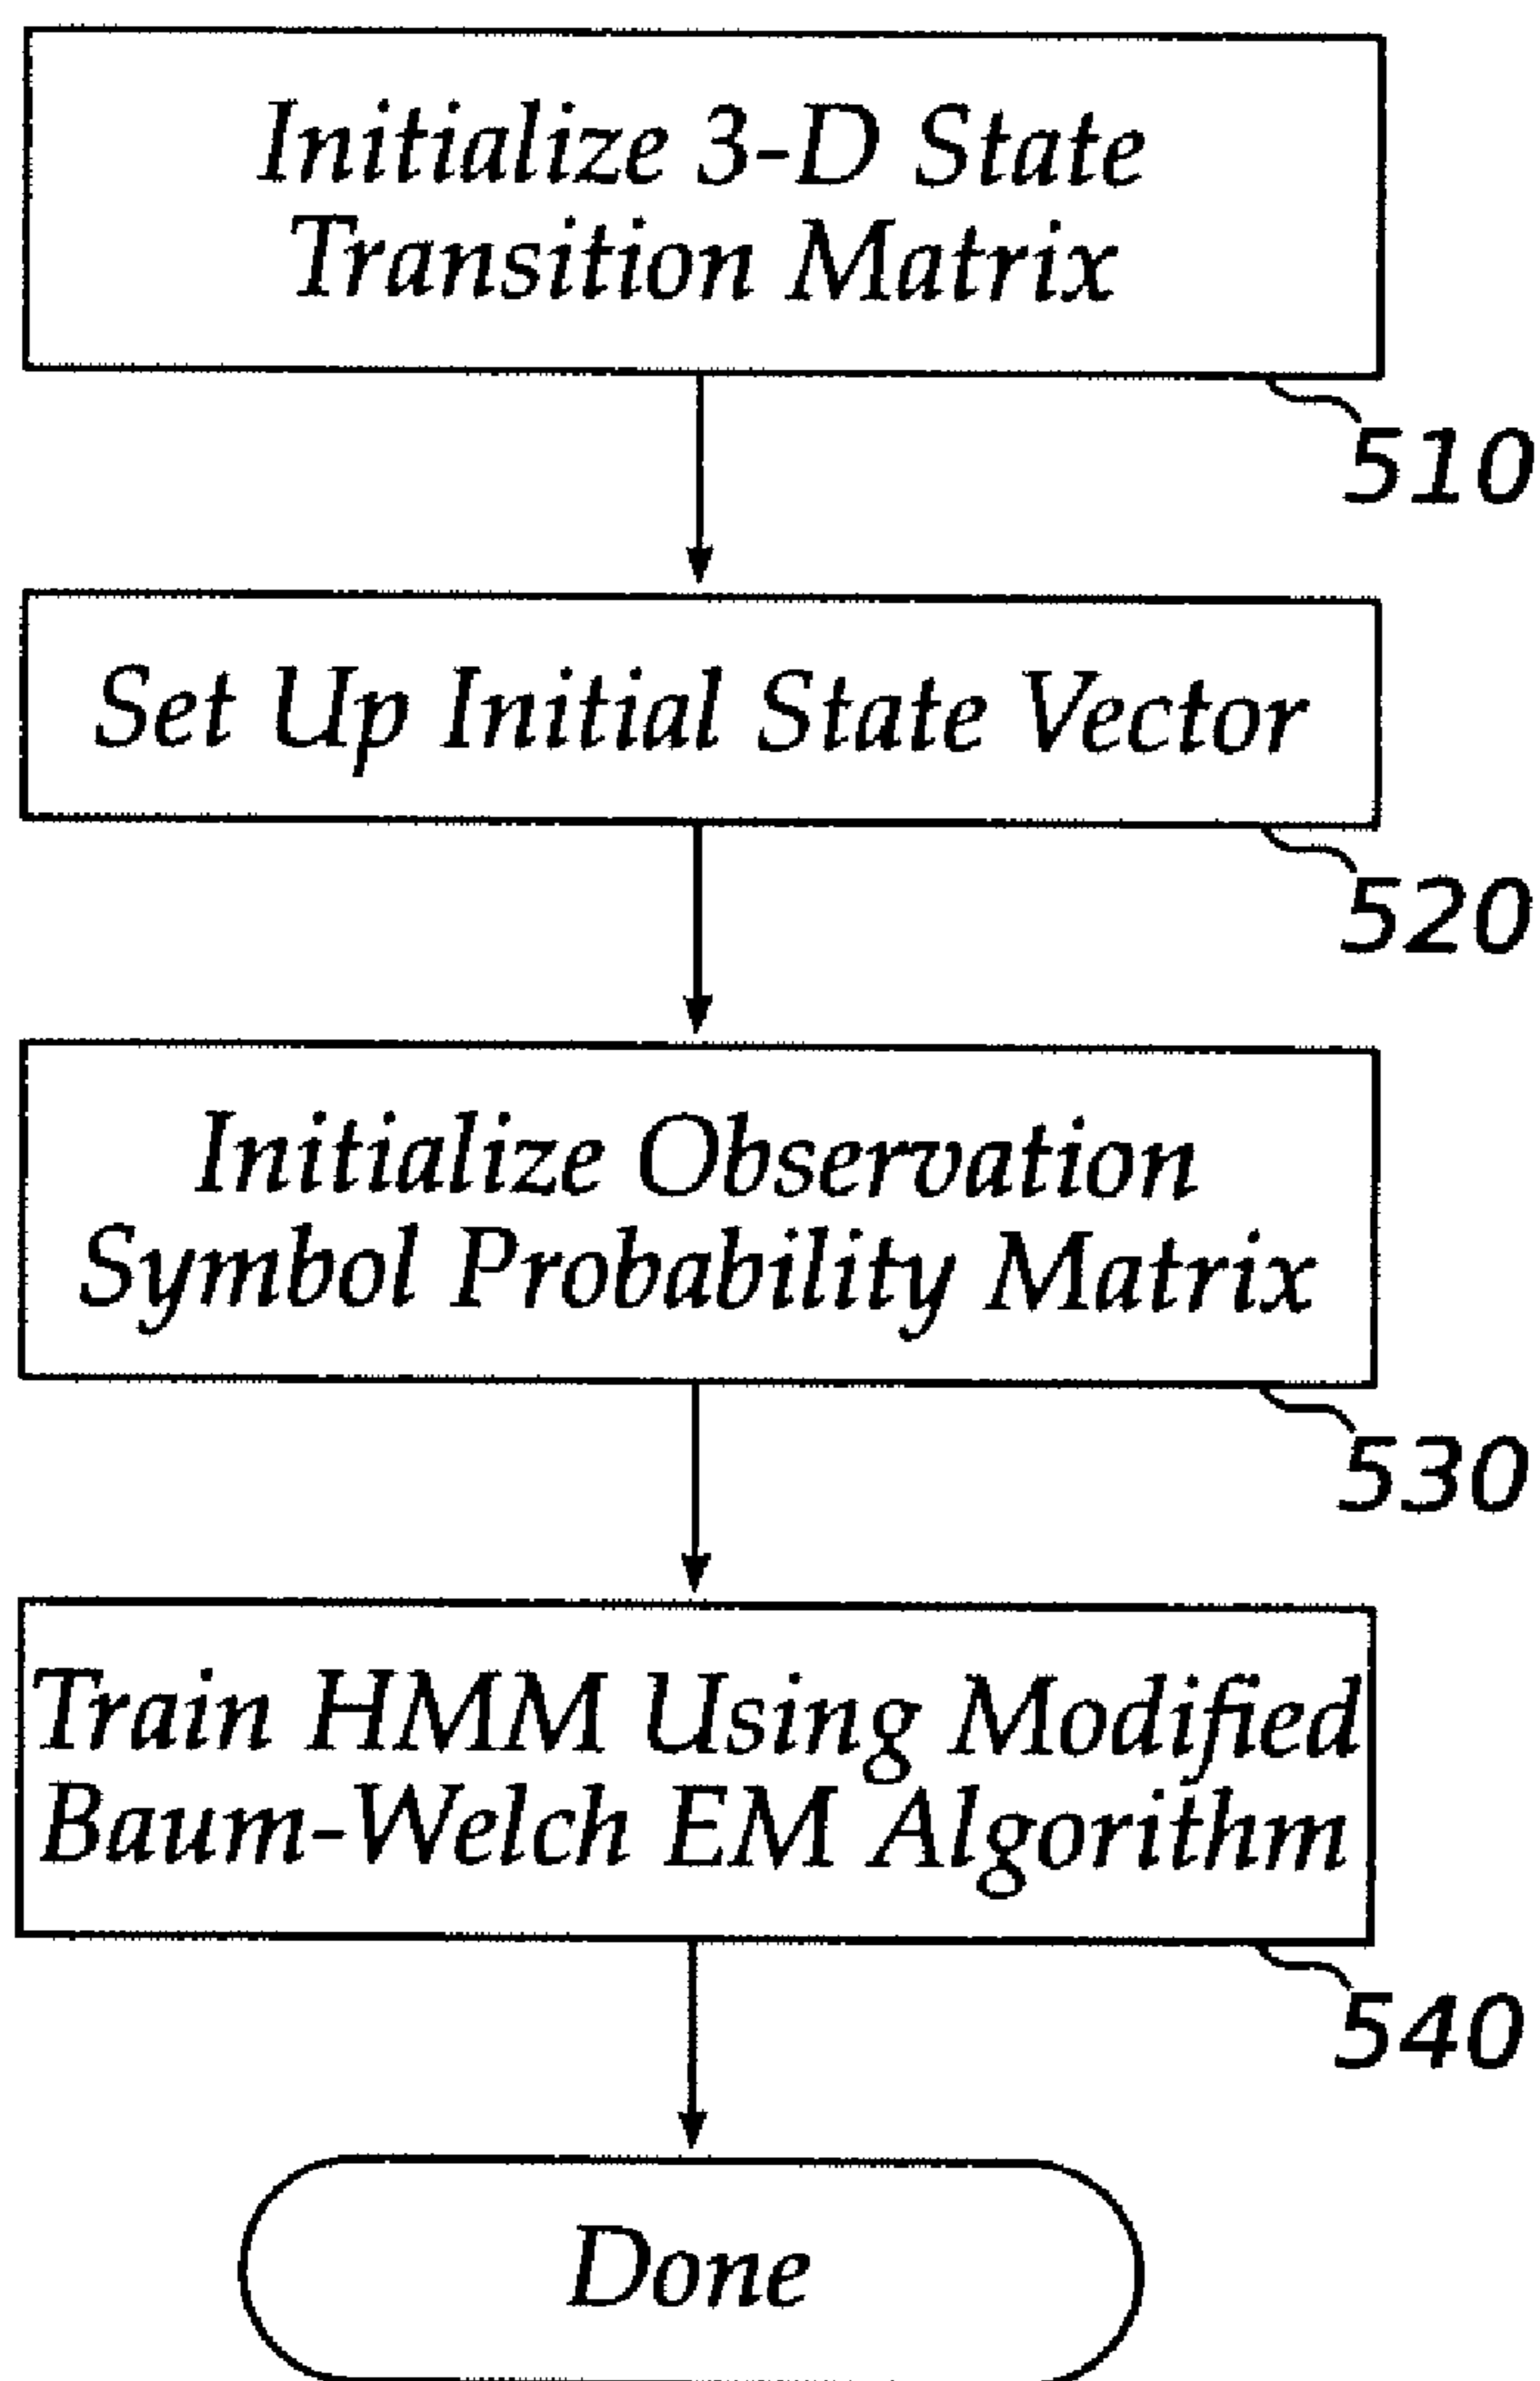 Initialize 3-D State
Transition Matrix
510
Set Up Initial State Vector
520
Initialize Observation
Symbol Probability Matrix
530
Train HMM Using Modified
Baum-Welch EM Algorithm
540
Done